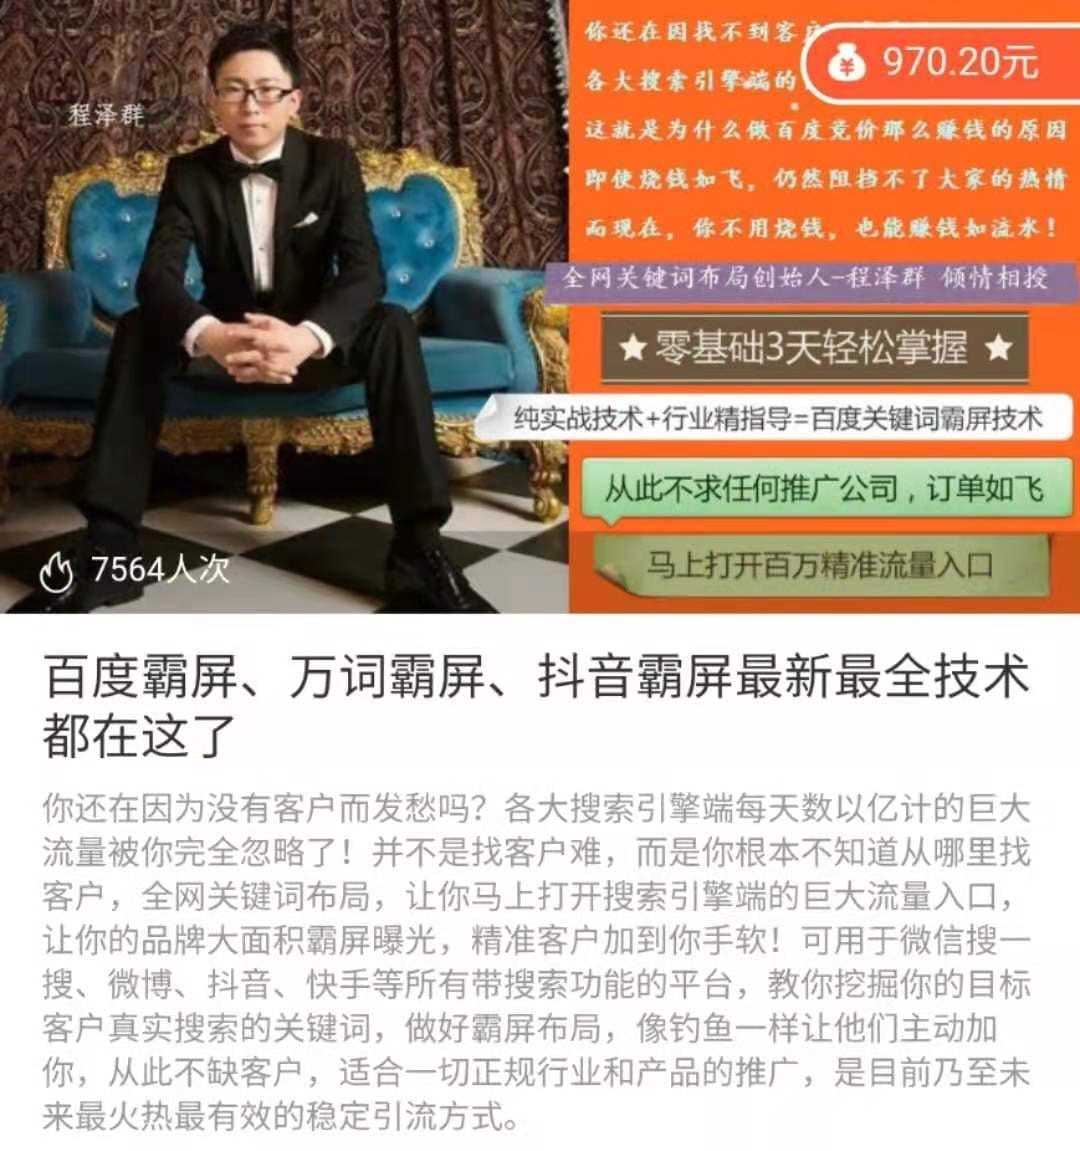 程泽群
你还在因找不到客户
970.20元
各大搜索引擎端的
这就是为什么做百度竞价那么赚钱的原因
即使烧钱如飞，仍然阻挡不了大家的热情
而现在，你不用烧钱，也能赚钱如流水！
全网关键词布局创始人-程泽群 倾情相授
★零基础3天轻松掌握★
纯实战技术+行业精指导=百度关键词霸屏技术
从此不求任何推广公司，订单如飞
马上打开百万精准流量入口
7564人次
百度霸屏、万词霸屏、抖音霸屏最新最全技术
都在这了
你还在因为没有客户而发愁吗？各大搜索引擎端每天数以亿计的巨大
流量被你完全忽略了！并不是找客户难，而是你根本不知道从哪里找
客户，全网关键词布局，让你马上打开搜索引擎端的巨大流量入口，
让你的品牌大面积霸屏曝光，精准客户加到你手软！可用于微信搜一
搜、微博、抖音、快手等所有带搜索功能的平台，教你挖掘你的目标
客户真实搜索的关键词，做好霸屏布局，像钓鱼一样让他们主动加
你，从此不缺客户，适合一切正规行业和产品的推广，是目前乃至未
来最火热最有效的稳定引流方式。